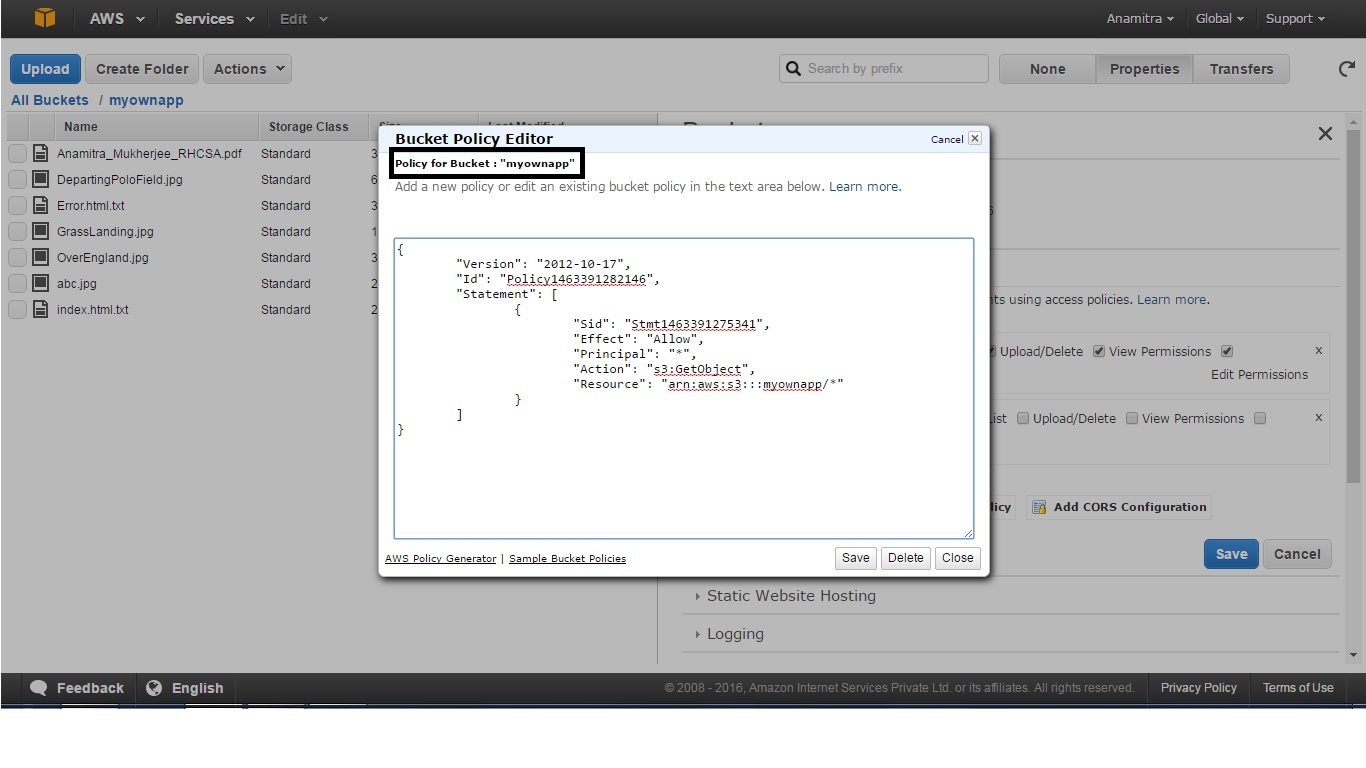 AWS Services Edit Anamitra Global Support
Upload Create Folder Actions Search by prefix None Properties Transfers
All Buckets / myownapp
Name Storage Class
Anamitra_Mukherjee_RHCSA.pdf Standard 3
DepartingPoloField.jpg Standard 6
Error.html.txt Standard 3
GrassLanding.jpg Standard 1
OverEngland.jpg Standard 3
abc.jpg Standard 2
index.html.txt Standard 2
Bucket Policy Editor Cancel
Policy for Bucket : "myownapp"
Add a new policy or edit an existing bucket policy in the text area below. Learn more.
{
"Version": "2012-10-17",
"Id": "Policy1463391282146",
"Statement": [
{
"Sid": "Stmt1463391275341",
"Effect": "Allow",
"Principal": "*",
"Action": "s3:GetObject",
"Resource": "arn:aws:s3:::myownapp/*"
}
]
}
AWS Policy Generator | Sample Bucket Policies Save Delete Close
nts using access policies. Learn more.
Upload/Delete View Permissions x
Edit Permissions
ist Upload/Delete View Permissions x
licy Add CORS Configuration
Save Cancel
Static Website Hosting
Logging
Feedback English © 2008 - 2016, Amazon Internet Services Private Ltd. or its affiliates. All rights reserved. Privacy Policy Terms of Use